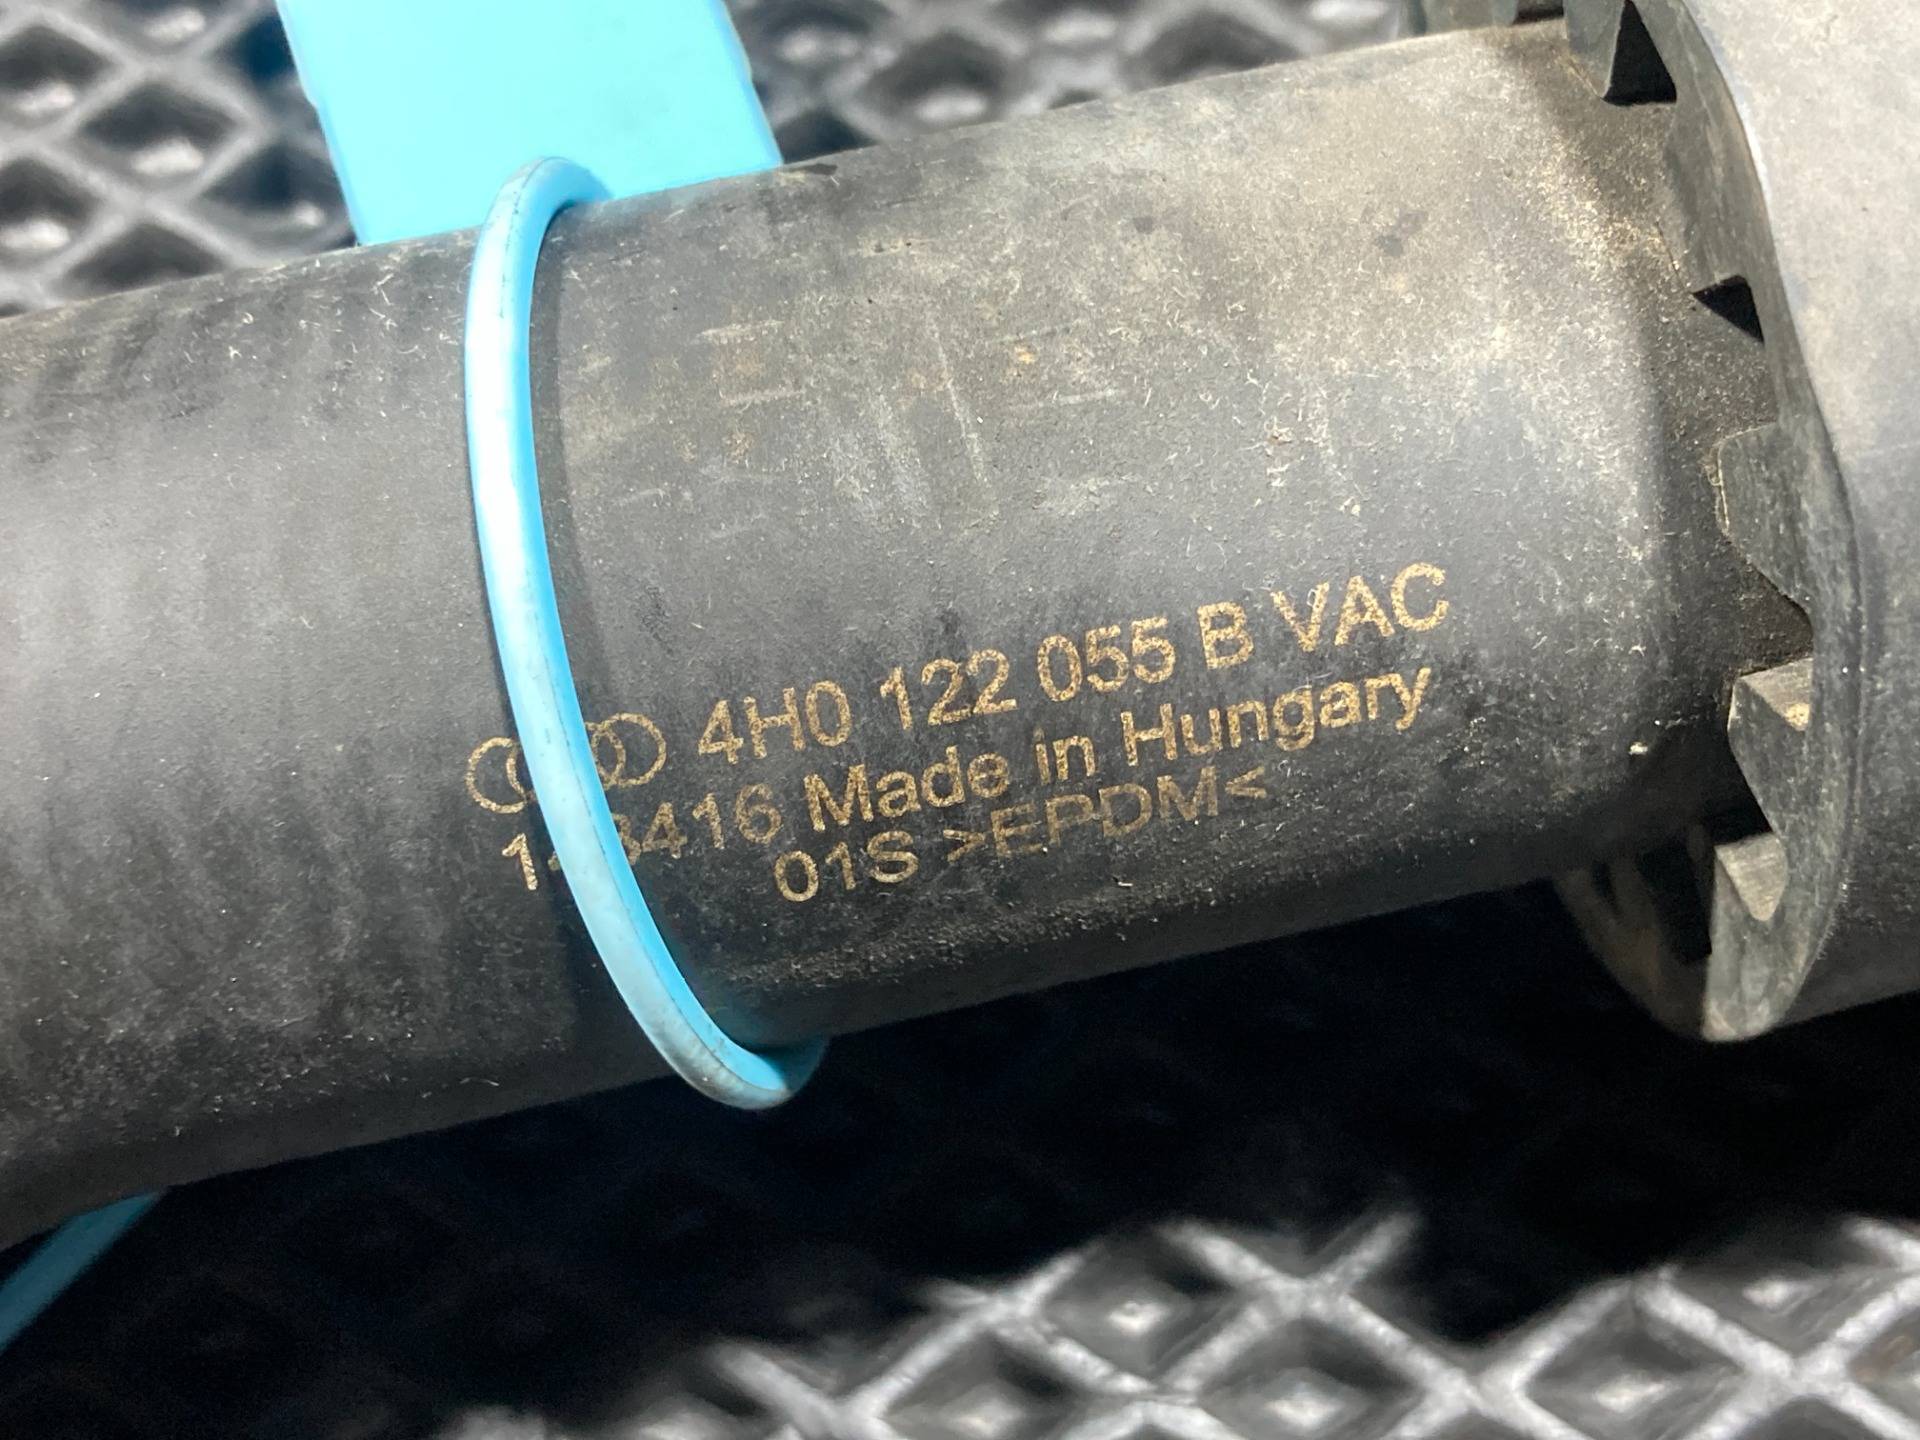 4H0 122 055 B VAC
Made in Hungary
01S >EPDM<